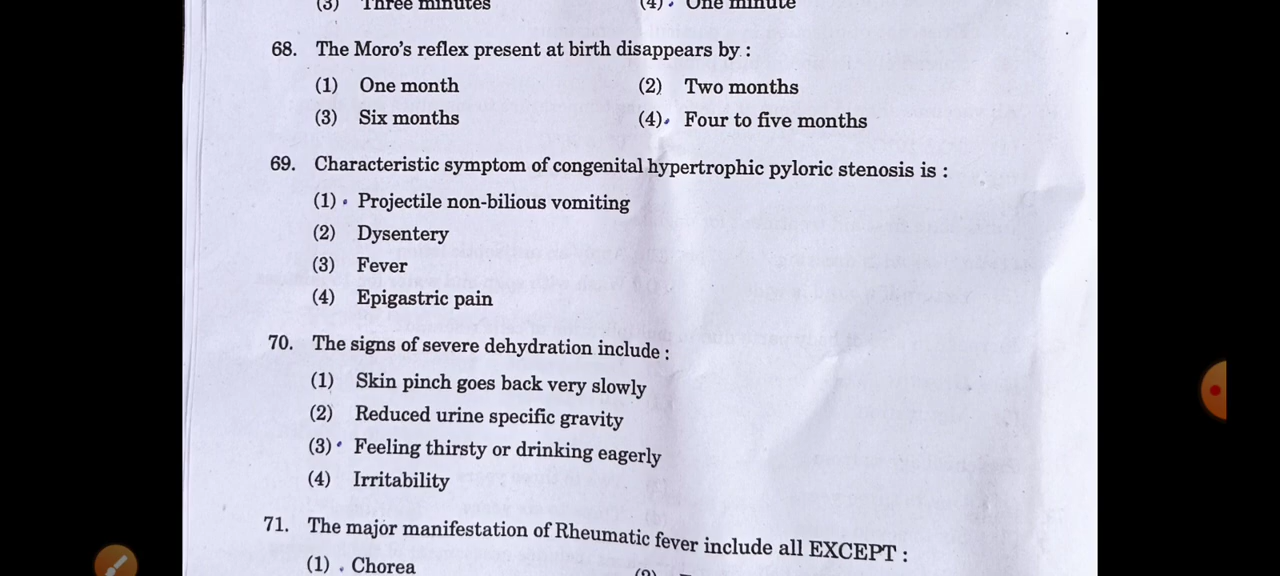 (3) Three minutes (4) One minute
68. The Moro's reflex present at birth disappears by :
(1) One month (2) Two months
(3) Six months (4) Four to five months
69. Characteristic symptom of congenital hypertrophic pyloric stenosis is :
(1) Projectile non-bilious vomiting
(2) Dysentery
(3) Fever
(4) Epigastric pain
70. The signs of severe dehydration include :
(1) Skin pinch goes back very slowly
(2) Reduced urine specific gravity
(3) Feeling thirsty or drinking eagerly
(4) Irritability
71. The major manifestation of Rheumatic fever include all EXCEPT :
(1) Chorea (2)